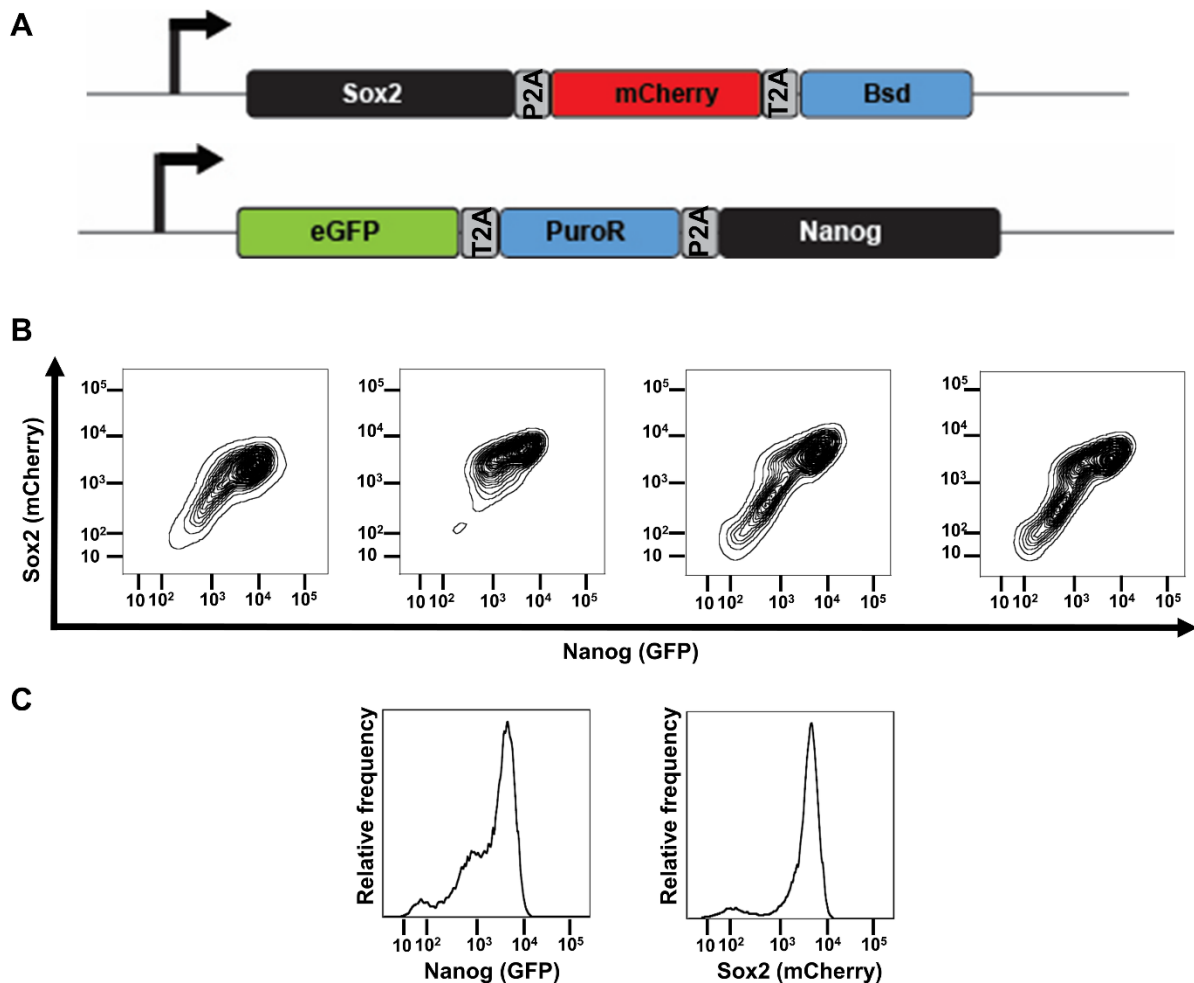 A
Sox2 P2A mCherry T2A Bsd
eGFP T2A PuroR P2A Nanog
B
Sox2 (mCherry)
10⁵ 10⁵ 10⁵ 10⁵
10⁴ 10⁴ 10⁴ 10⁴
10³ 10³ 10³ 10³
10² 10² 10² 10²
10 10 10 10
10 10² 10³ 10⁴ 10⁵ 10 10² 10³ 10⁴ 10⁵ 10 10² 10³ 10⁴ 10⁵ 10 10² 10³ 10⁴ 10⁵
Nanog (GFP)
C
Relative frequency
10 10² 10³ 10⁴ 10⁵
Nanog (GFP)
Relative frequency
10 10² 10³ 10⁴ 10⁵
Sox2 (mCherry)